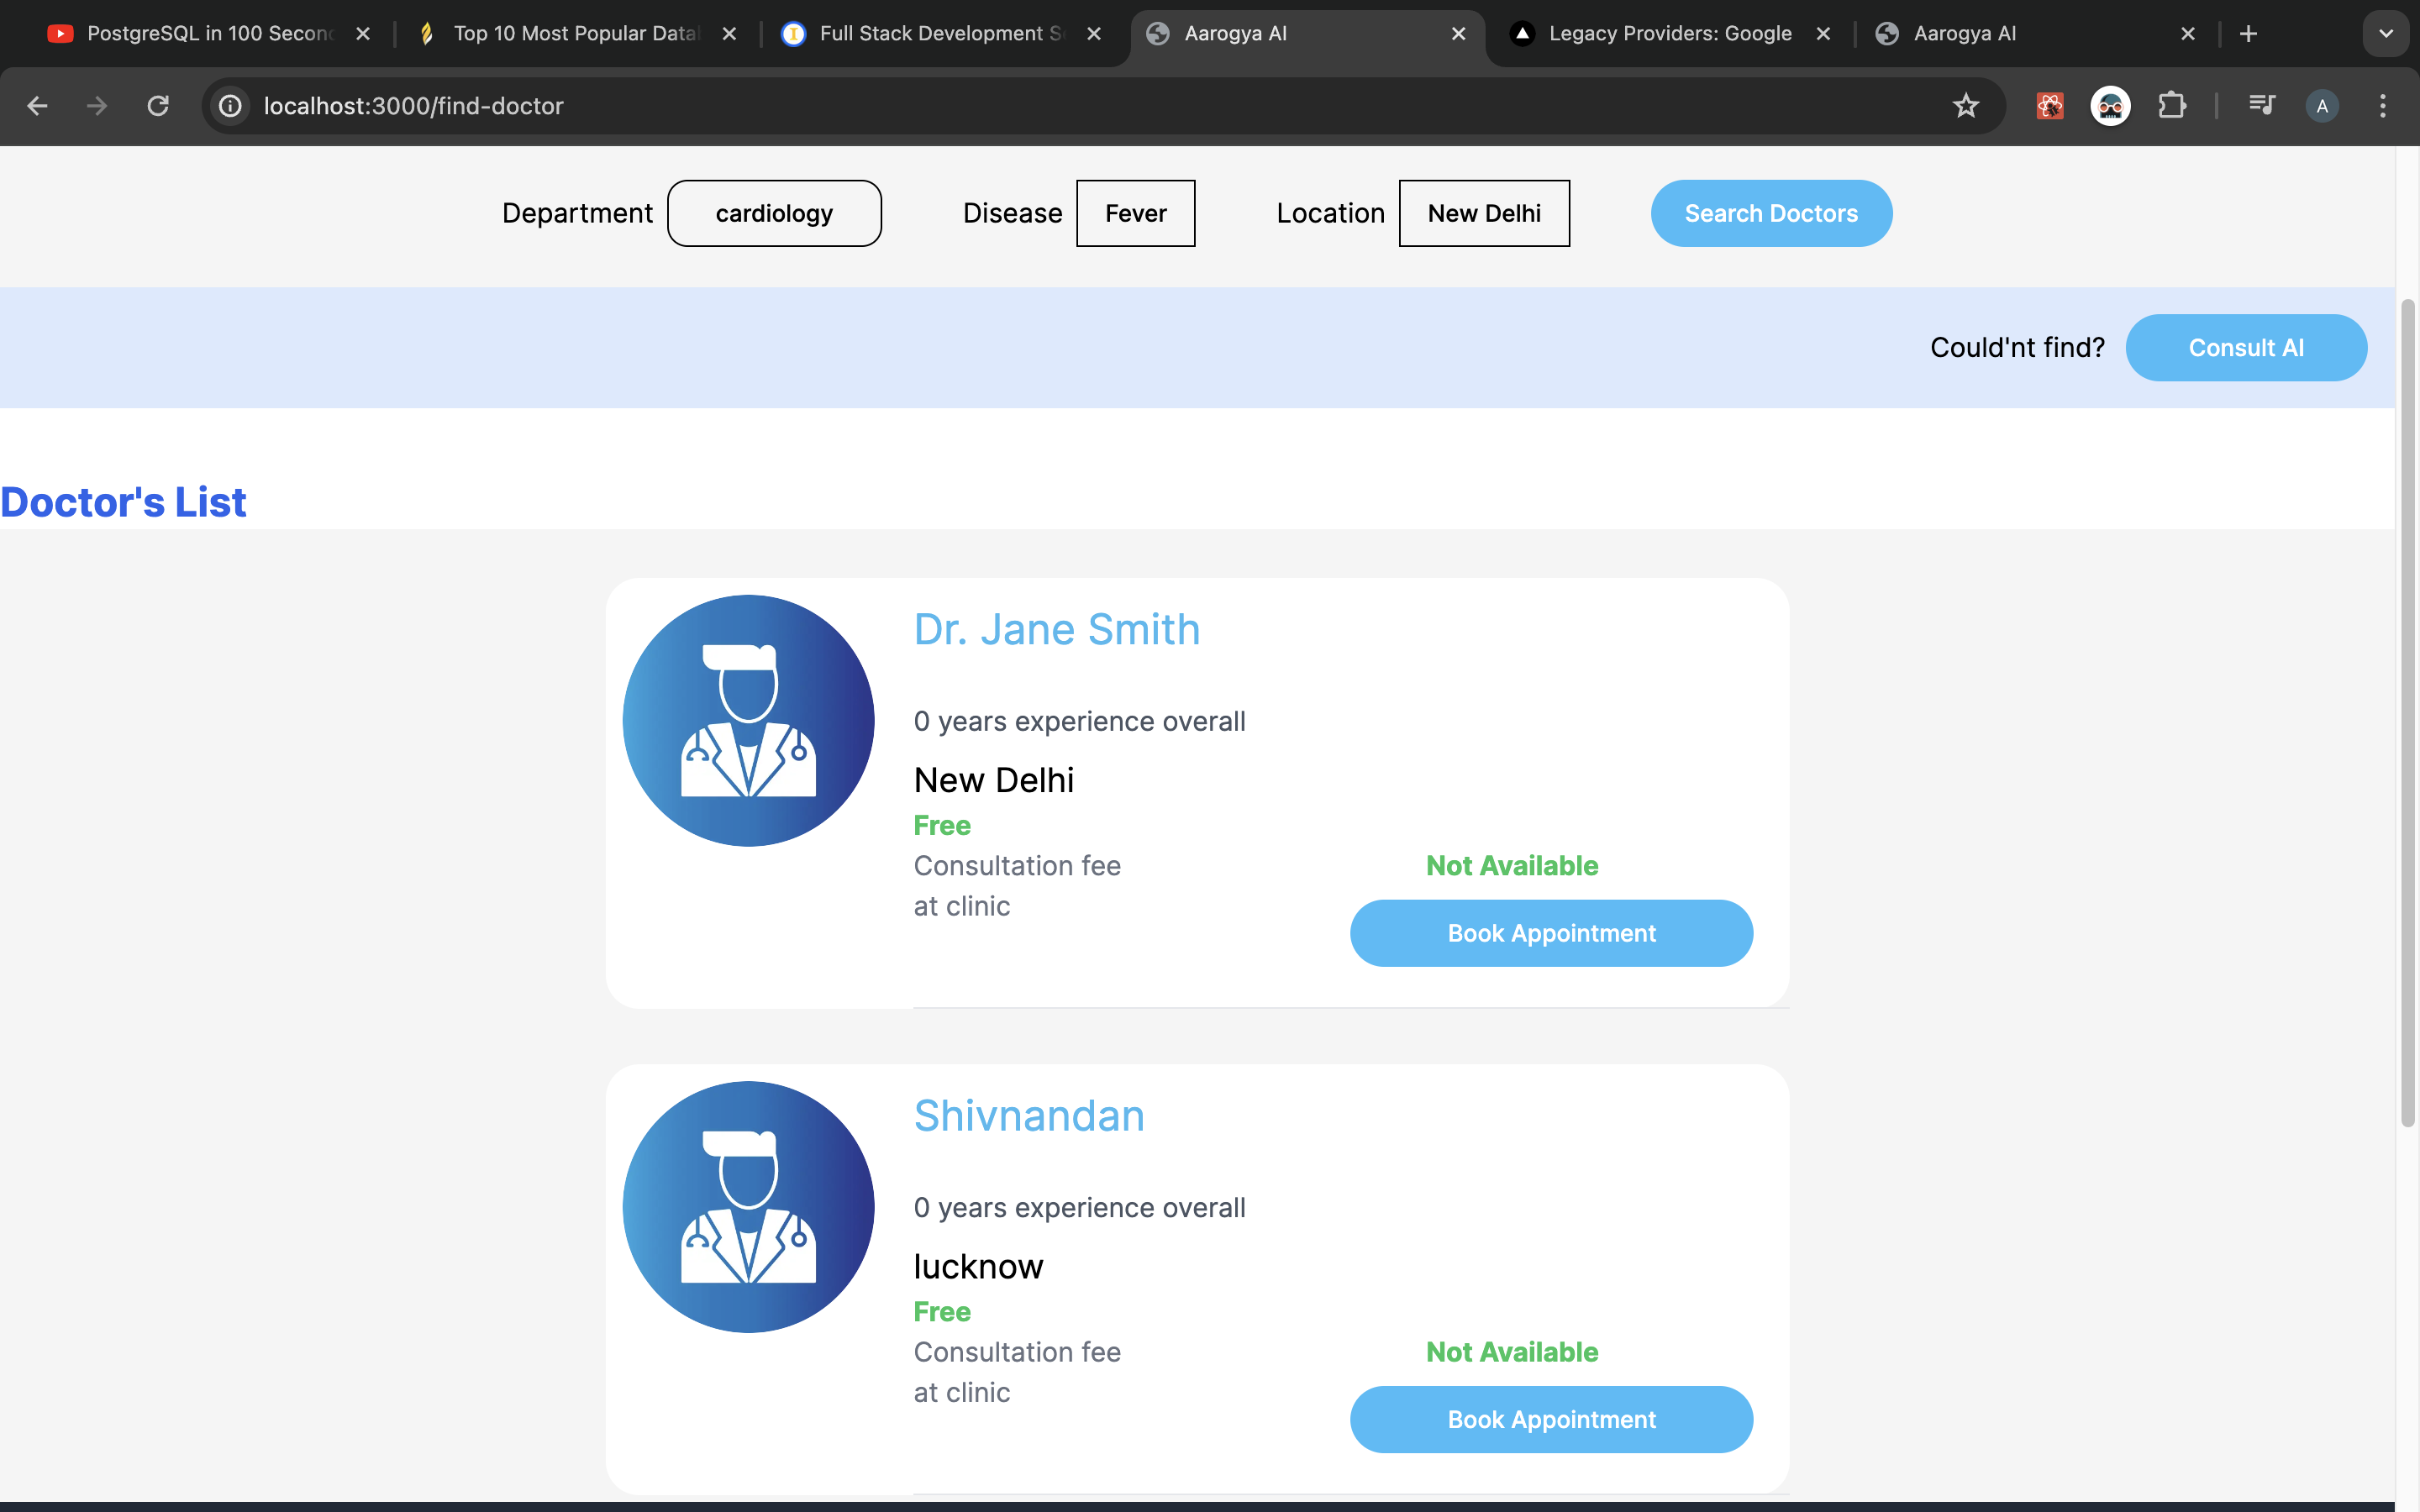 PostgreSQL in 100 Secon
Top 10 Most Popular Data
Full Stack Development S
Aarogya AI
Legacy Providers: Google
Aarogya AI
localhost:3000/find-doctor
A
Department
cardiology
Disease
Fever
Location
New Delhi
Search Doctors
Could'nt find?
Consult AI
Doctor's List
Dr. Jane Smith
0 years experience overall
New Delhi
Free
Consultation fee
at clinic
Not Available
Book Appointment
Shivnandan
0 years experience overall
lucknow
Free
Consultation fee
at clinic
Not Available
Book Appointment